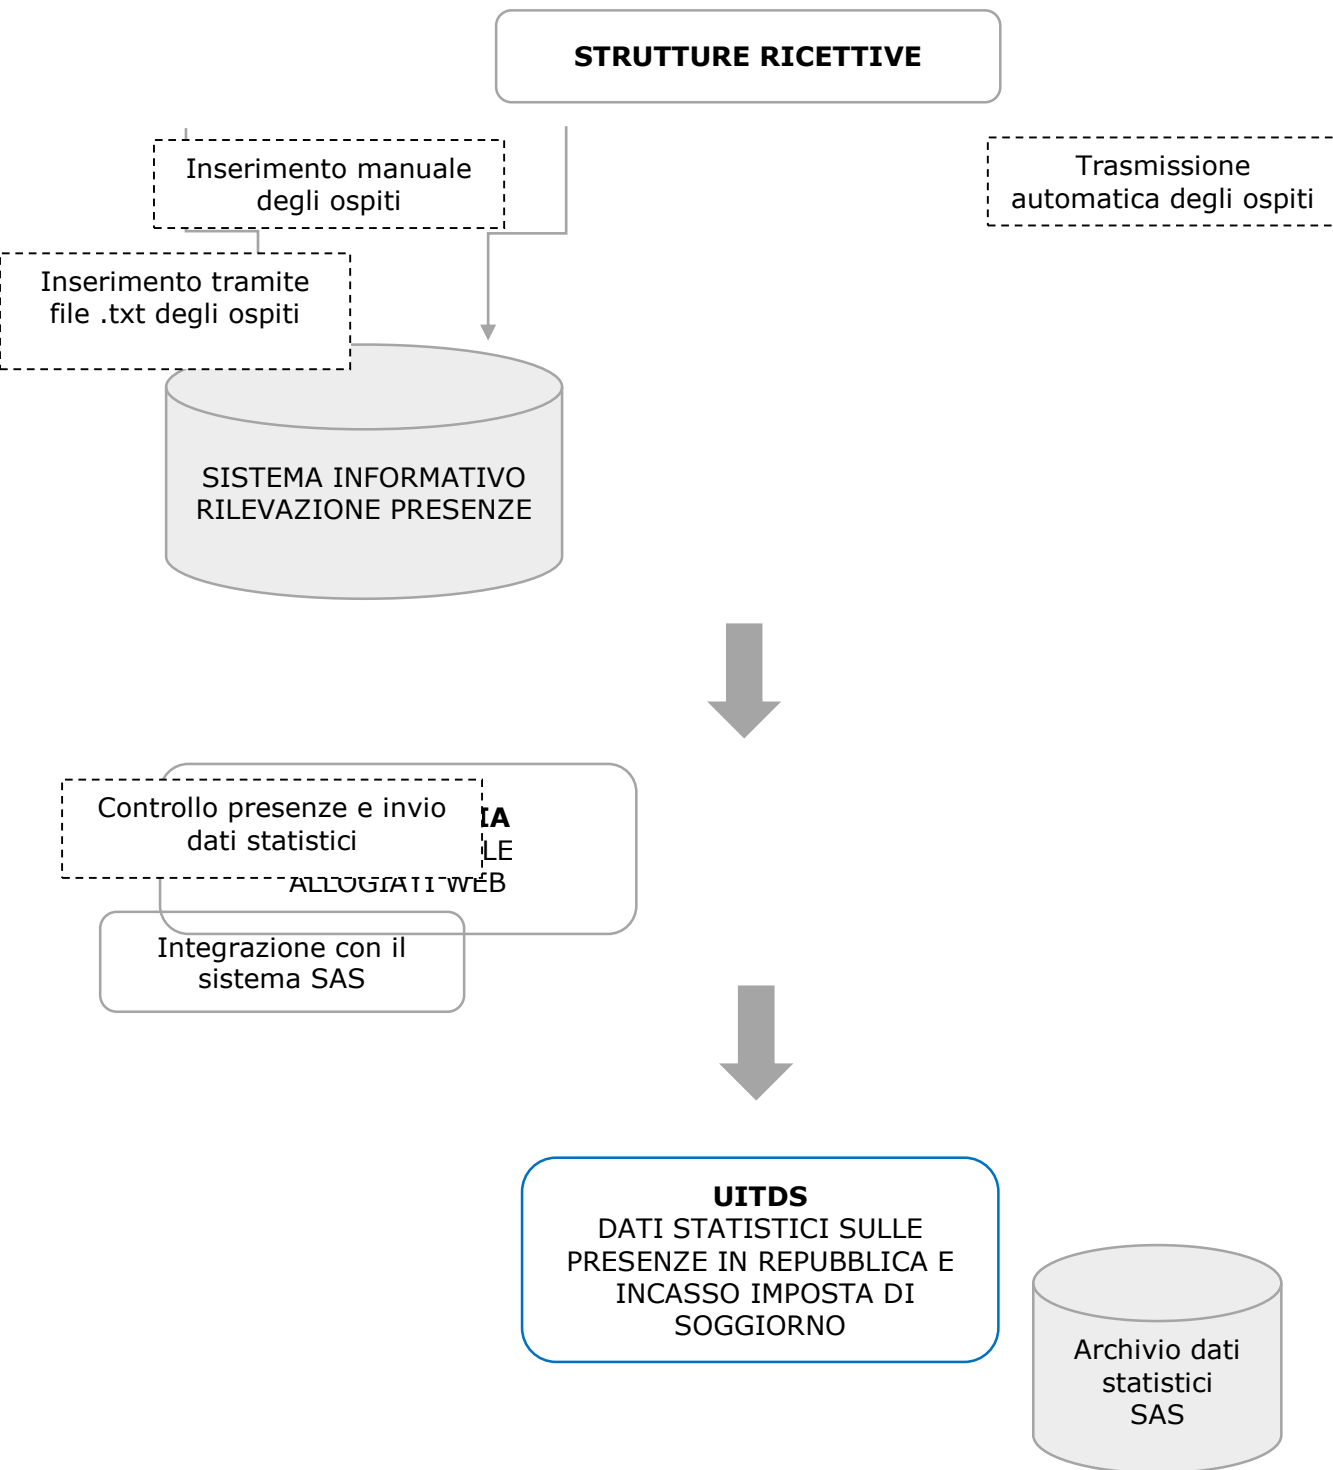 STRUTTURE RICETTIVE
Inserimento manuale
degli ospiti
Trasmissione
automatica degli ospiti
Inserimento tramite
file .txt degli ospiti
SISTEMA INFORMATIVO
RILEVAZIONE PRESENZE
Controllo presenze e invio
dati statistici
IA
LE
ALLOGIATI WEB
Integrazione con il
sistema SAS
UITDS
DATI STATISTICI SULLE
PRESENZE IN REPUBBLICA E
INCASSO IMPOSTA DI
SOGGIORNO
Archivio dati
statistici
SAS